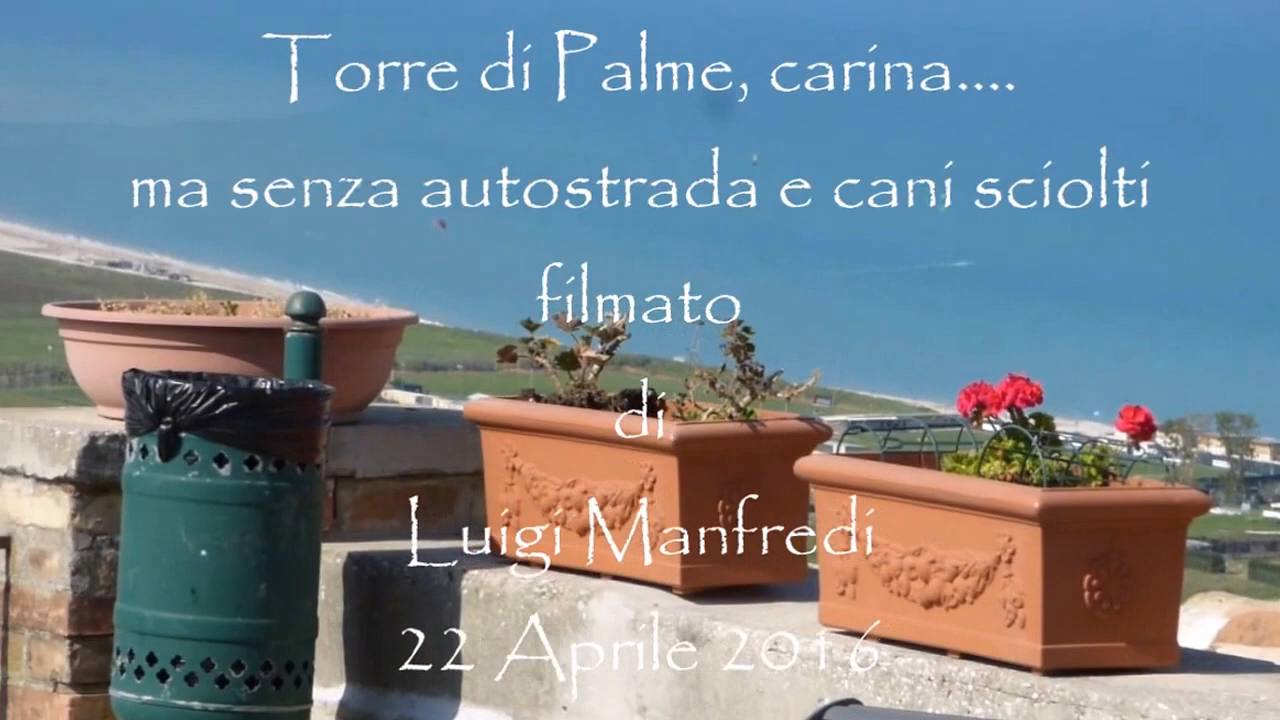 Torre di Palme, carina....
ma senza autostrada e cani sciolti
filmato
di
Luigi Manfredi
22 Aprile 2016